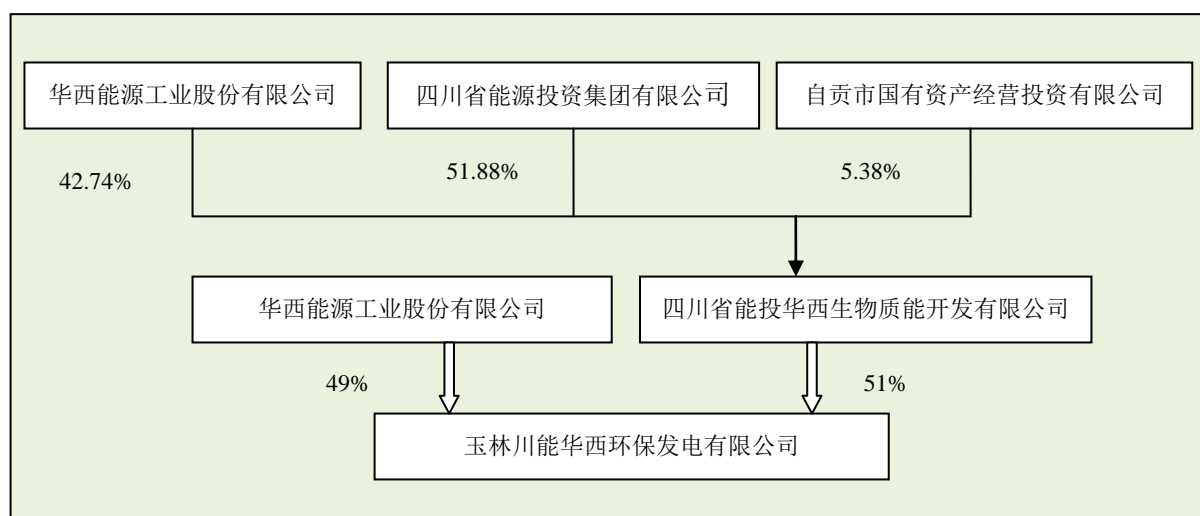 华西能源工业股份有限公司
四川省能源投资集团有限公司
自贡市国有资产经营投资有限公司
42.74%
51.88%
5.38%
华西能源工业股份有限公司
四川省能投华西生物质能开发有限公司
49%
51%
玉林川能华西环保发电有限公司